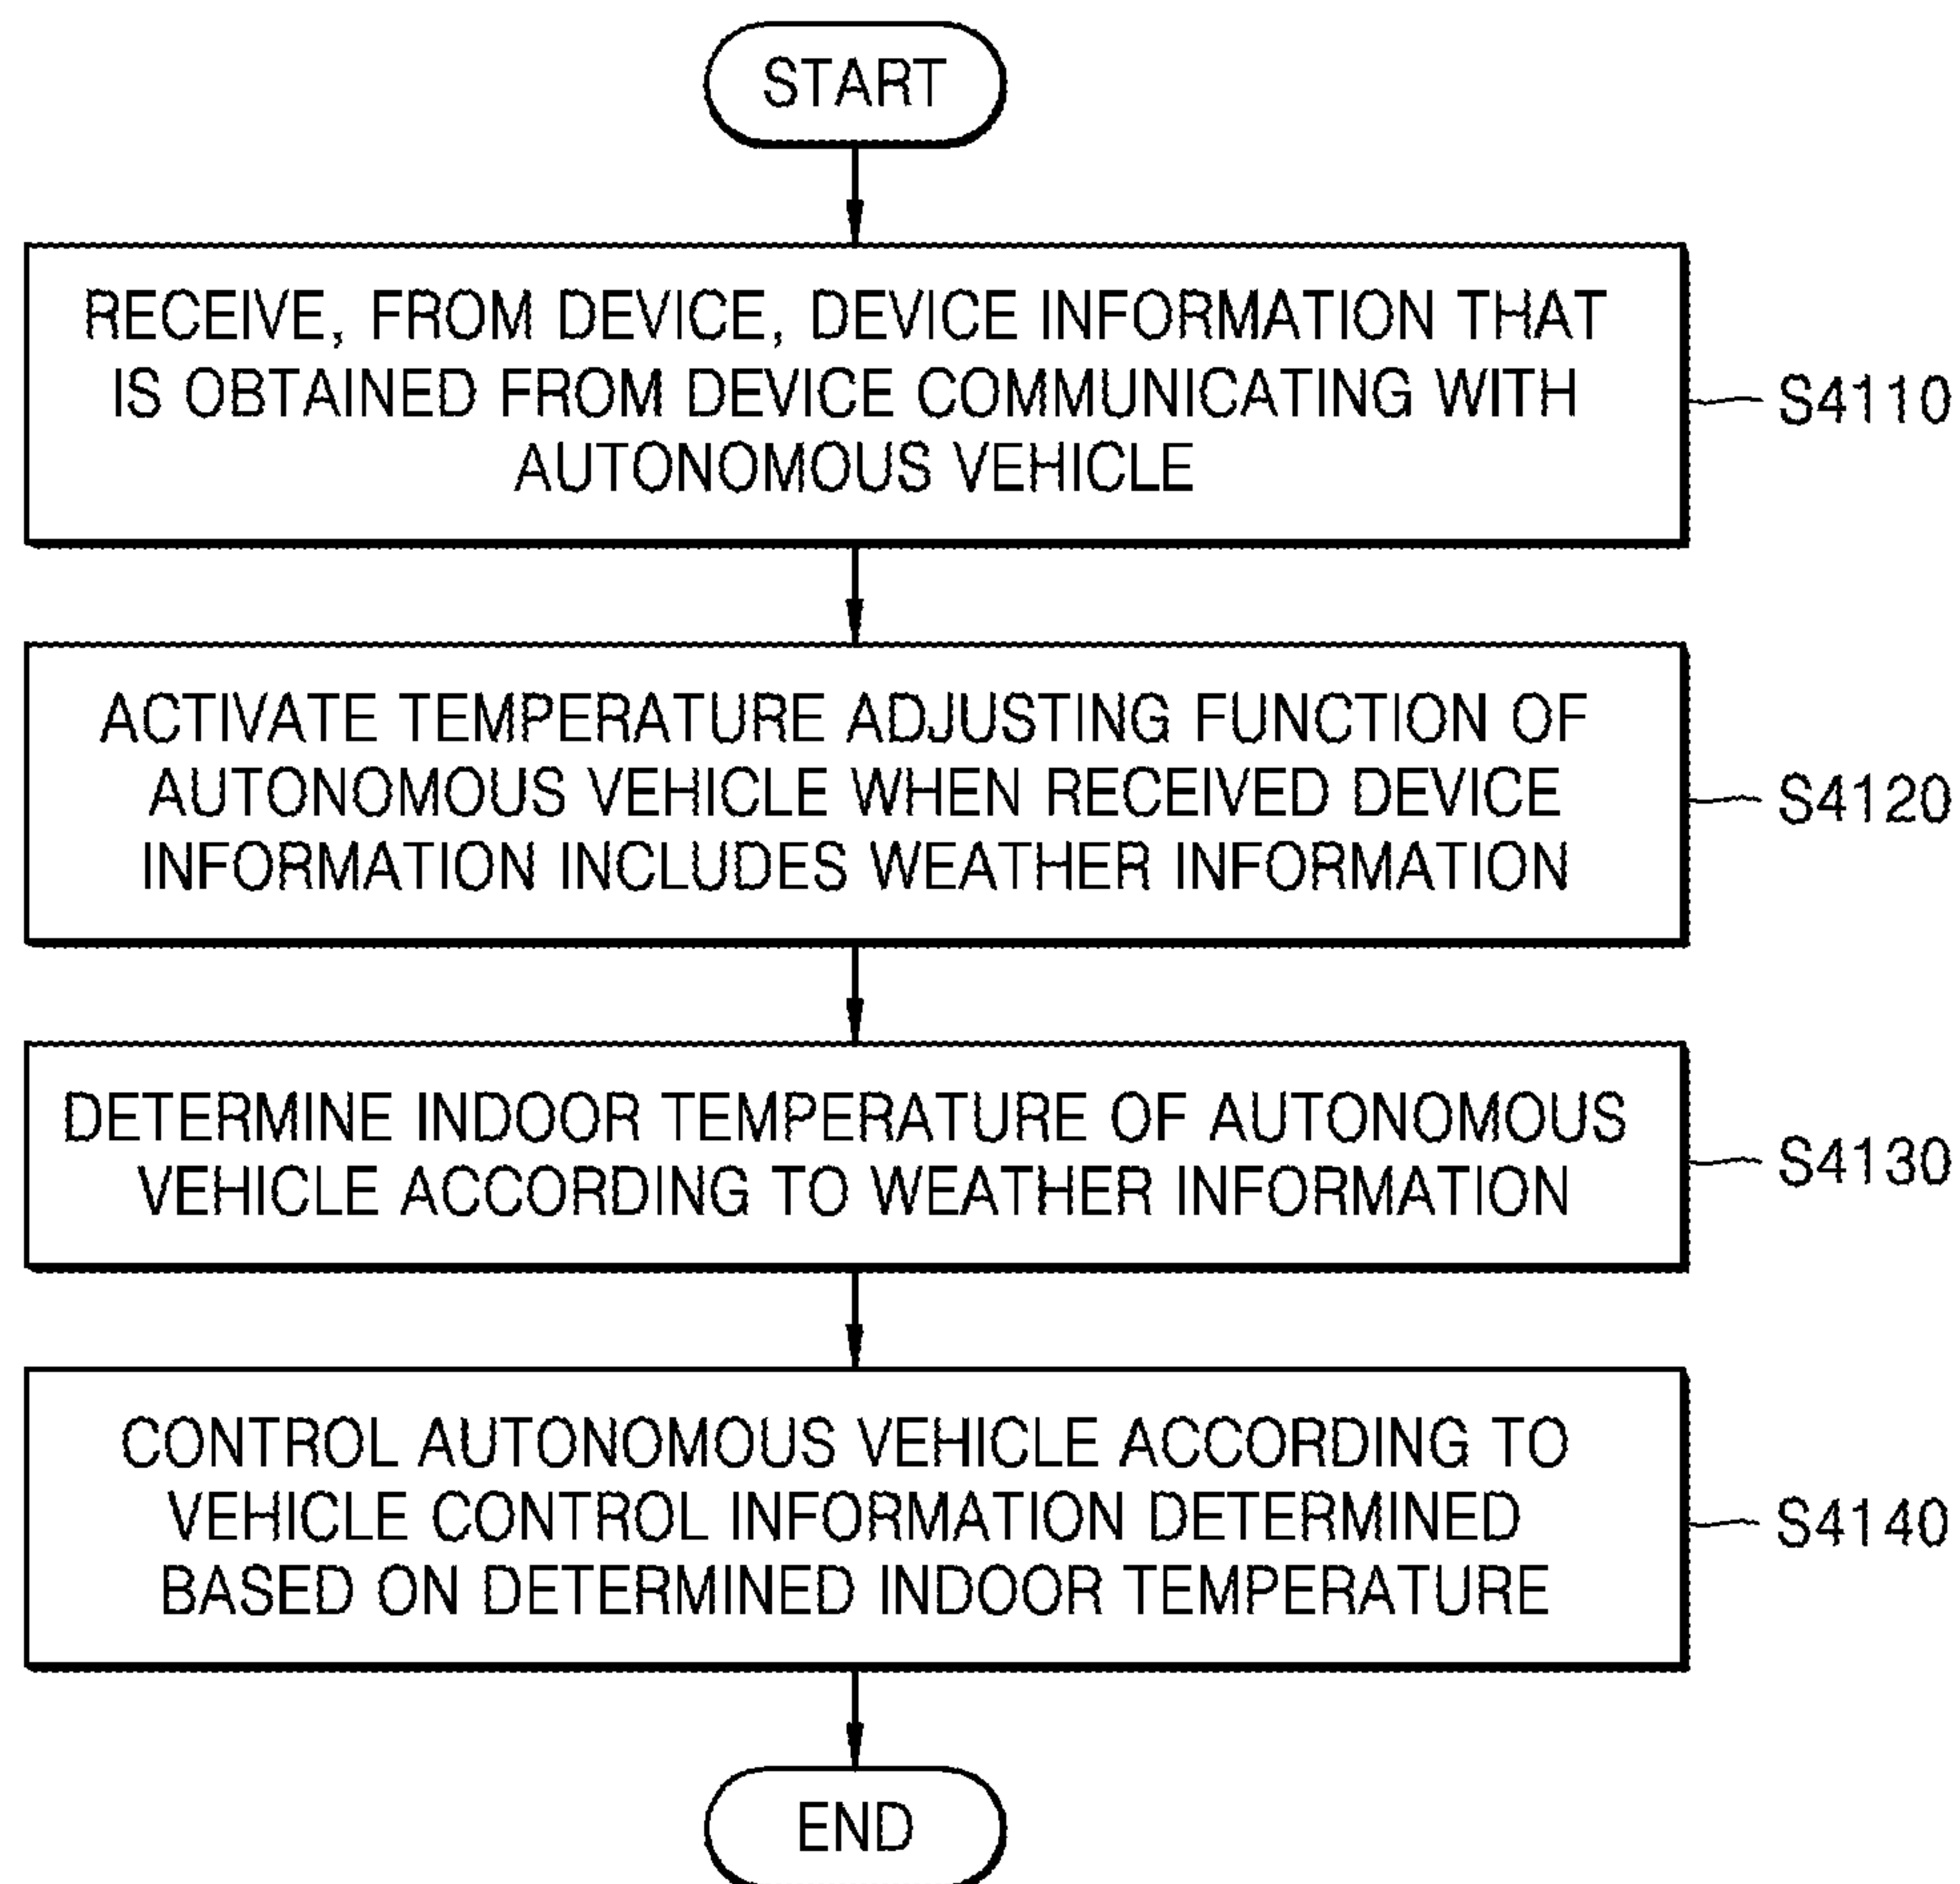 START
RECEIVE, FROM DEVICE, DEVICE INFORMATION THAT
IS OBTAINED FROM DEVICE COMMUNICATING WITH
AUTONOMOUS VEHICLE
S4110
ACTIVATE TEMPERATURE ADJUSTING FUNCTION OF
AUTONOMOUS VEHICLE WHEN RECEIVED DEVICE
INFORMATION INCLUDES WEATHER INFORMATION
S4120
DETERMINE INDOOR TEMPERATURE OF AUTONOMOUS
VEHICLE ACCORDING TO WEATHER INFORMATION
S4130
CONTROL AUTONOMOUS VEHICLE ACCORDING TO
VEHICLE CONTROL INFORMATION DETERMINED
BASED ON DETERMINED INDOOR TEMPERATURE
S4140
END